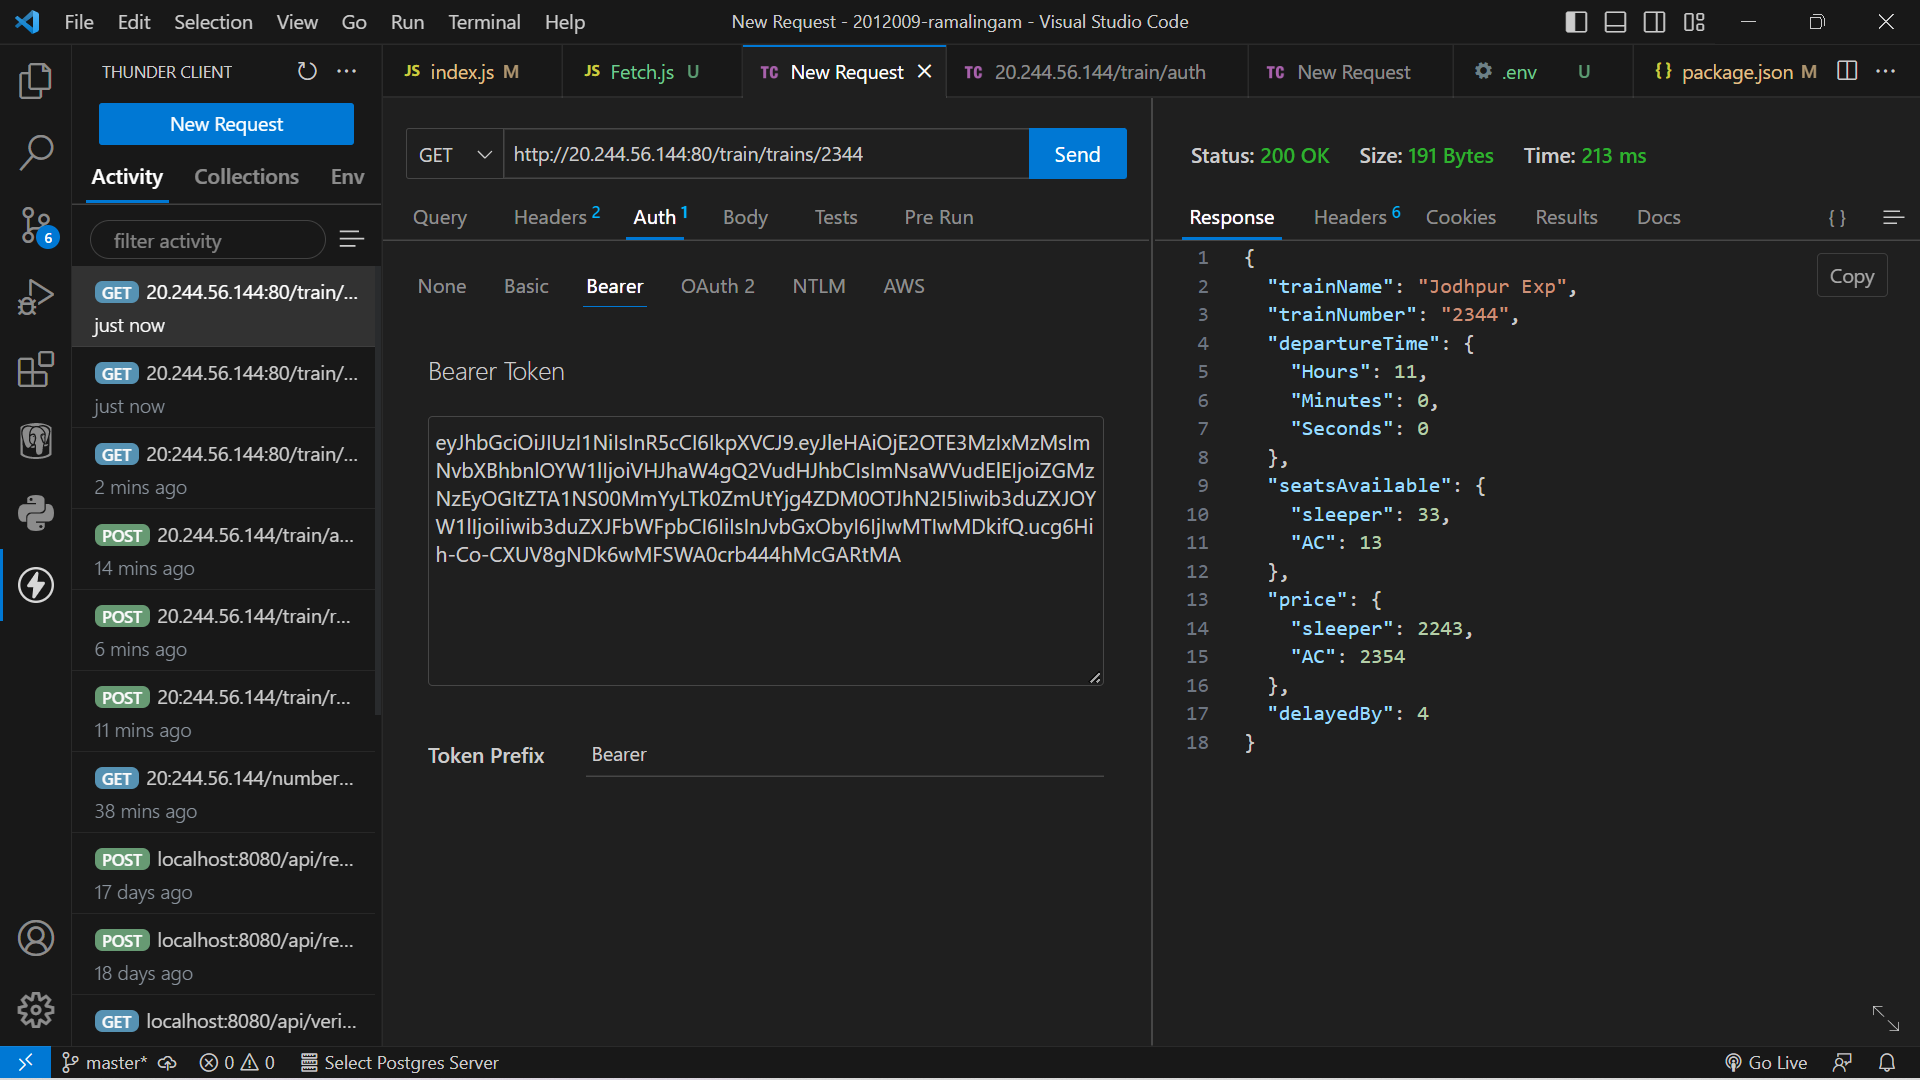 File Edit Selection View Go Run Terminal Help
New Request - 2012009-ramalingam - Visual Studio Code
THUNDER CLIENT
New Request
Activity Collections Env
filter activity
GET 20.244.56.144:80/train/...
just now
GET 20.244.56.144:80/train/...
just now
GET 20:244.56.144:80/train/...
2 mins ago
POST 20.244.56.144/train/a...
14 mins ago
POST 20.244.56.144/train/r...
6 mins ago
POST 20:244.56.144/train/r...
11 mins ago
GET 20:244.56.144/number...
38 mins ago
POST localhost:8080/api/re...
17 days ago
POST localhost:8080/api/re...
18 days ago
GET localhost:8080/api/veri...
6
JS index.js M
JS Fetch.js U
TC New Request
TC 20.244.56.144/train/auth
TC New Request
.env U
{} package.json M
GET http://20.244.56.144:80/train/trains/2344 Send
Query Headers 2 Auth 1 Body Tests Pre Run
None Basic Bearer OAuth 2 NTLM AWS
Bearer Token
Token Prefix Bearer
Status: 200 OK Size: 191 Bytes Time: 213 ms
Response Headers 6 Cookies Results Docs { }
Copy
1 {
2 "trainName": "Jodhpur Exp",
3 "trainNumber": "2344",
4 "departureTime": {
5 "Hours": 11,
6 "Minutes": 0,
7 "Seconds": 0
8 },
9 "seatsAvailable": {
10 "sleeper": 33,
11 "AC": 13
12 },
13 "price": {
14 "sleeper": 2243,
15 "AC": 2354
16 },
17 "delayedBy": 4
18 }
master* 0 0 Select Postgres Server
Go Live